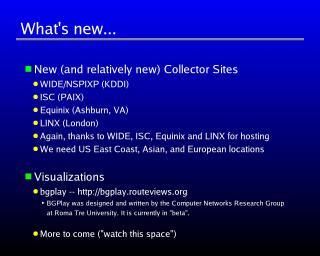 What's new...
New (and relatively new) Collector Sites
WIDE/NSPIXP (KDDI)
ISC (PAIX)
Equinix (Ashburn, VA)
LINX (London)
Again, thanks to WIDE, ISC, Equinix and LINX for hosting
We need US East Coast, Asian, and European locations
Visualizations
bgplay -- http://bgplay.routeviews.org
BGPlay was designed and written by the Computer Networks Research Group
at Roma Tre University. It is currently in "beta".
More to come ("watch this space")